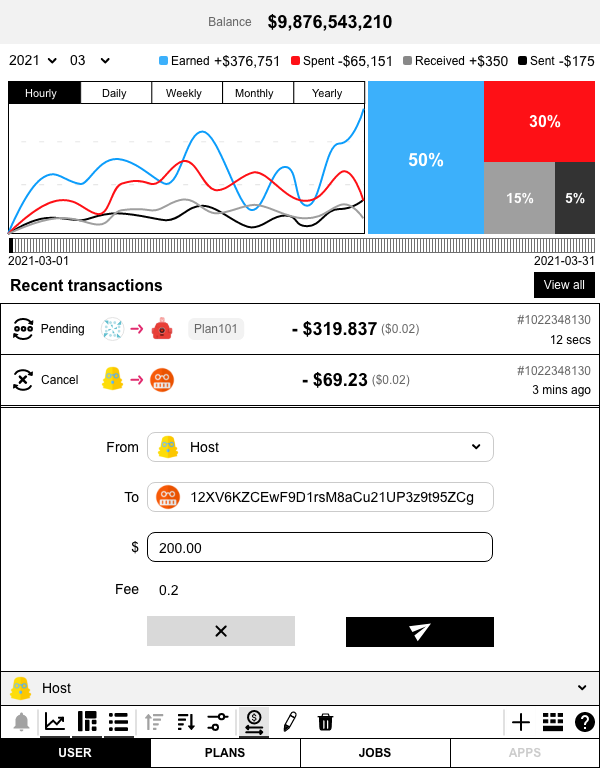 Balance $9,876,543,210
2021 03 Earned +$376,751 Spent -$65,151 Received +$350 Sent -$175
Hourly Daily Weekly Monthly Yearly
50% 30%
15% 5%
2021-03-01 2021-03-31
Recent transactions View all
Pending Plan101 - $319.837 ($0.02) #1022348130
12 secs
Cancel - $69.23 ($0.02) #1022348130
3 mins ago
From Host
To 12XV6KZCEwF9D1rsM8aCu21UP3z9t95ZCg
$ 200.00
Fee 0.2
Host
USER PLANS JOBS APPS